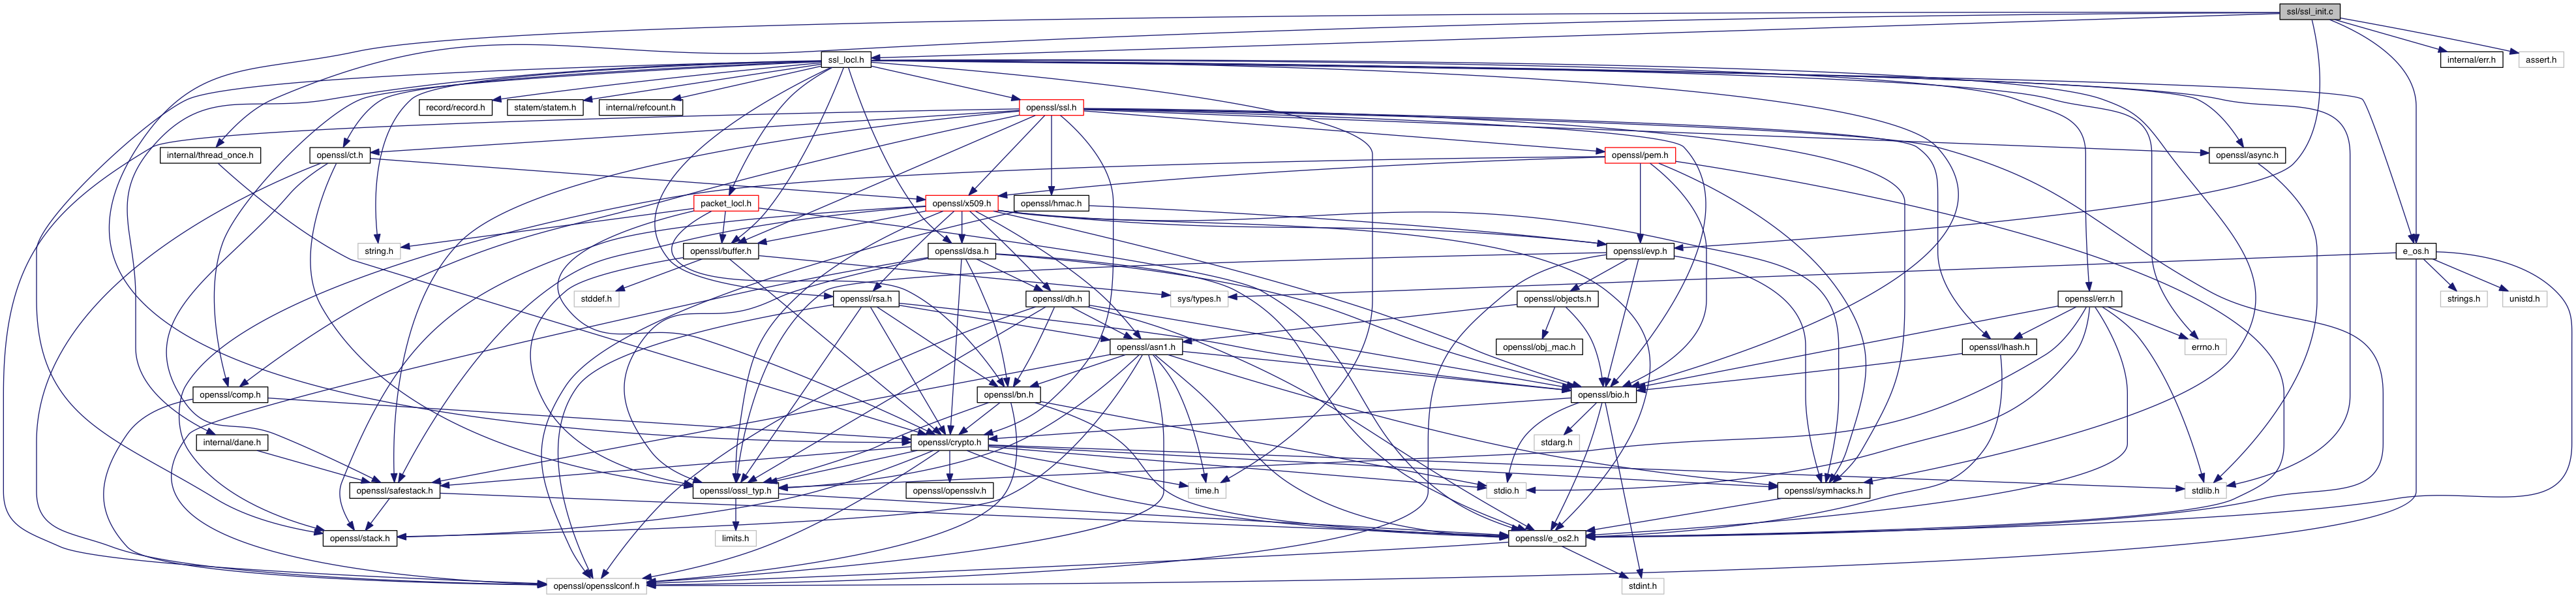 ssl/ssl_init.c
ssl_locl.h
internal/err.h
assert.h
record/record.h
statem/statem.h
internal/refcount.h
openssl/ssl.h
internal/thread_once.h
openssl/ct.h
openssl/pem.h
openssl/async.h
packet_locl.h
openssl/x509.h
openssl/hmac.h
string.h
openssl/buffer.h
openssl/dsa.h
openssl/evp.h
e_os.h
stddef.h
openssl/rsa.h
openssl/dh.h
sys/types.h
openssl/objects.h
openssl/err.h
strings.h
unistd.h
openssl/asn1.h
openssl/obj_mac.h
openssl/lhash.h
errno.h
openssl/comp.h
openssl/bn.h
openssl/bio.h
internal/dane.h
openssl/crypto.h
stdarg.h
openssl/safestack.h
openssl/ossl_typ.h
openssl/opensslv.h
time.h
stdio.h
openssl/symhacks.h
stdlib.h
openssl/stack.h
limits.h
openssl/e_os2.h
openssl/opensslconf.h
stdint.h